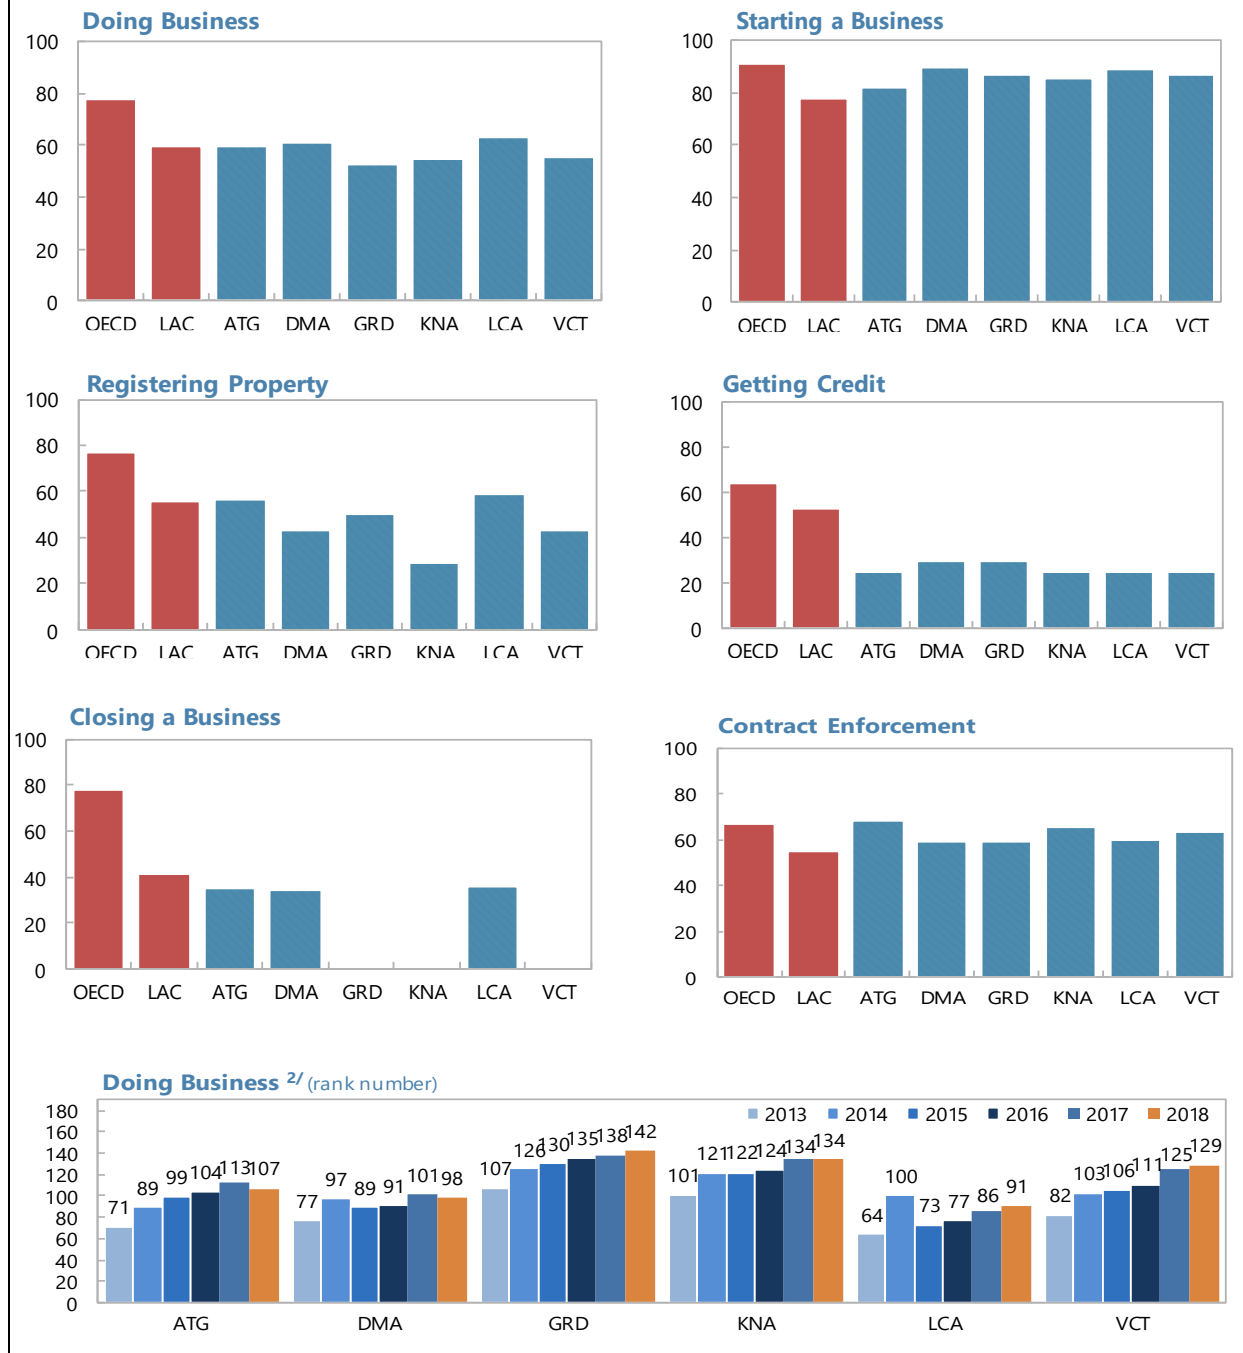 Doing Business
100
80
60
40
20
0
OECD LAC ATG DMA GRD KNA LCA VCT
Starting a Business
100
80
60
40
20
0
OECD LAC ATG DMA GRD KNA LCA VCT
Registering Property
100
80
60
40
20
0
OECD LAC ATG DMA GRD KNA LCA VCT
Getting Credit
100
80
60
40
20
0
OECD LAC ATG DMA GRD KNA LCA VCT
Closing a Business
100
80
60
40
20
0
OECD LAC ATG DMA GRD KNA LCA VCT
Contract Enforcement
100
80
60
40
20
0
OECD LAC ATG DMA GRD KNA LCA VCT
Doing Business 2/ (rank number)
2013 2014 2015 2016 2017 2018
180
160
140
120
100
80
60
40
20
0
71 89 99 104 113 107
77 97 89 91 101 98
107 126 130 135 138 142
101 121 122 124 134 134
64 100 73 77 86 91
82 103 106 111 125 129
ATG DMA GRD KNA LCA VCT